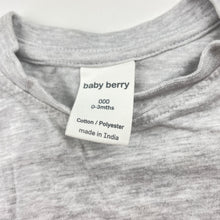 baby berry
000
0-3mths
Cotton / Polyester
made in India